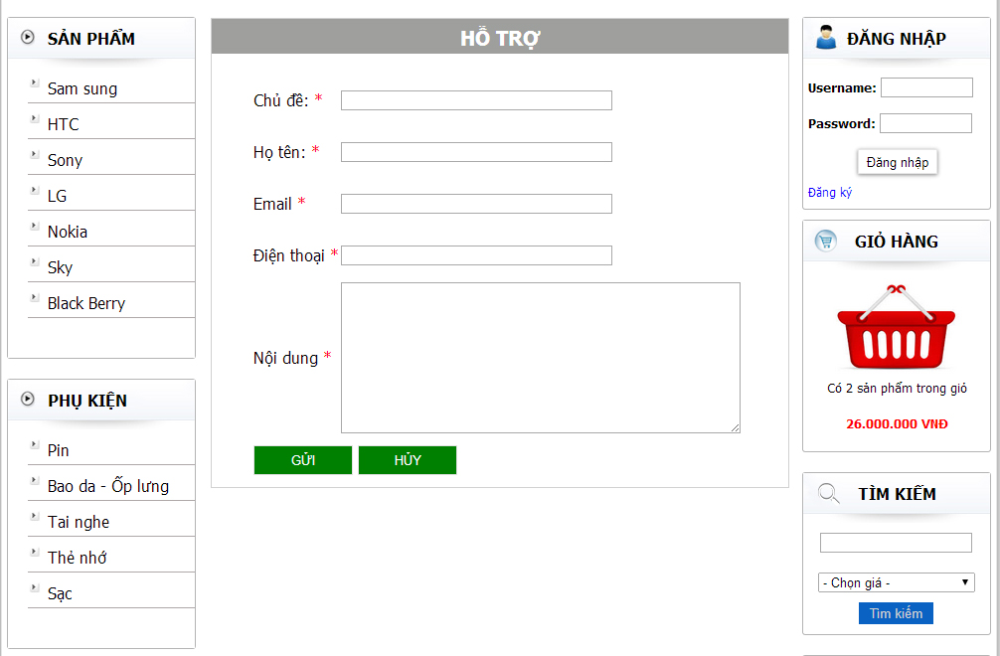 SẢN PHẨM
Sam sung
HTC
Sony
LG
Nokia
Sky
Black Berry
PHỤ KIỆN
Pin
Bao da - Ốp lưng
Tai nghe
Thẻ nhớ
Sạc
HỖ TRỢ
Chủ đề: *
Họ tên: *
Email *
Điện thoại *
Nội dung *
GỬI HỦY
ĐĂNG NHẬP
Username:
Password:
Đăng nhập
Đăng ký
GIỎ HÀNG
Có 2 sản phẩm trong giỏ
26.000.000 VNĐ
TÌM KIẾM
- Chọn giá -
Tìm kiếm